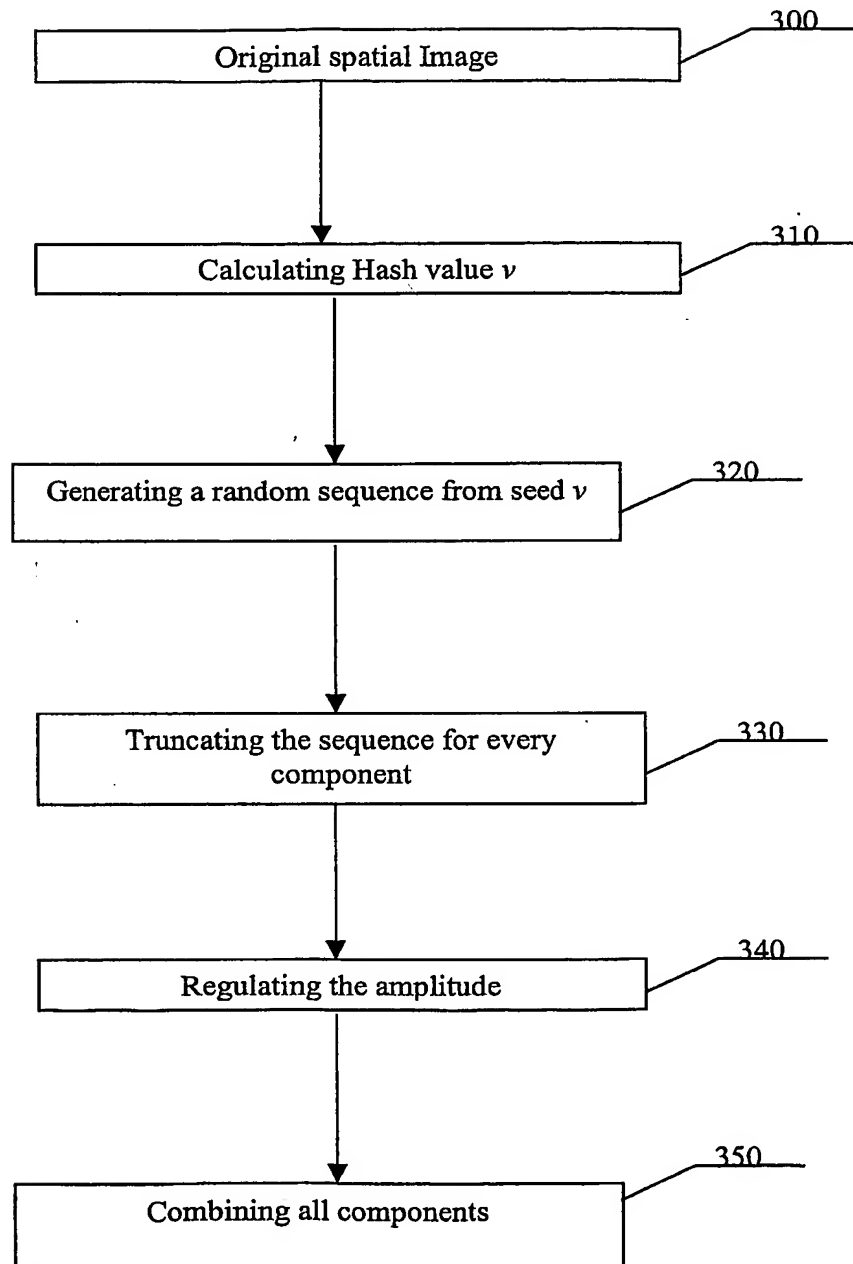 300
Original spatial Image
310
Calculating Hash value v
320
Generating a random sequence from seed v
330
Truncating the sequence for every
component
340
Regulating the amplitude
350
Combining all components